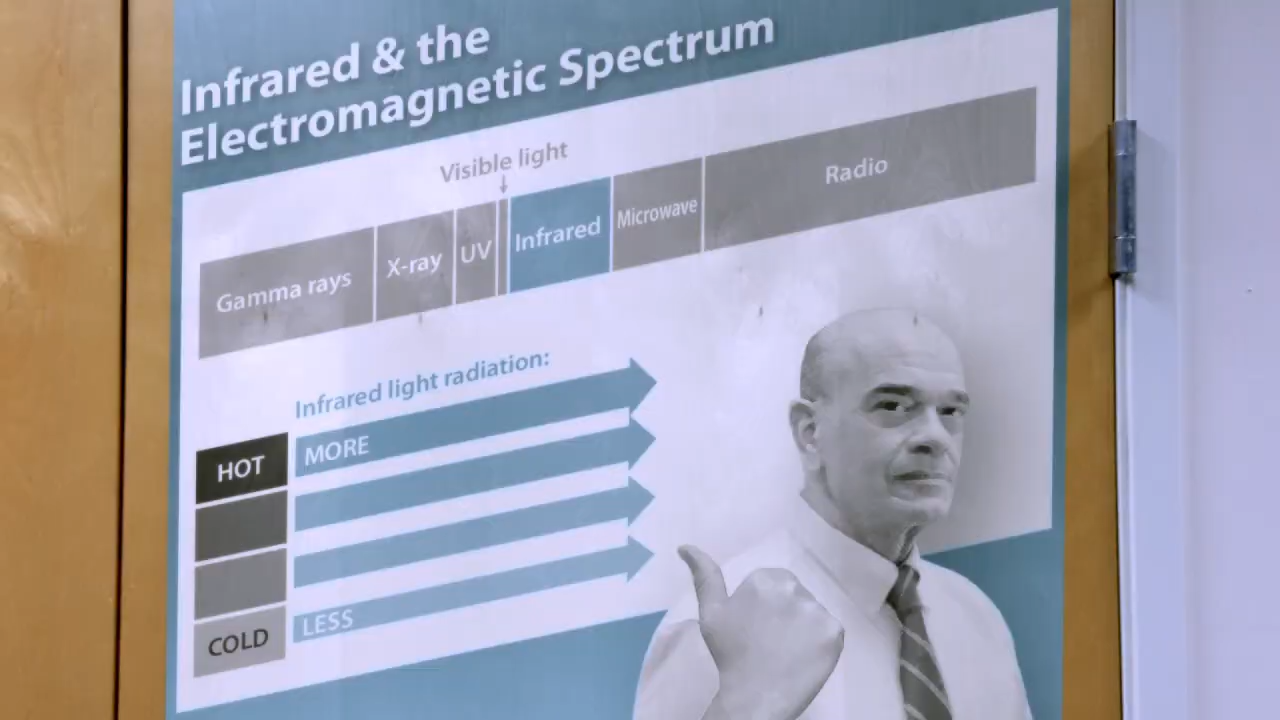 Infrared & the
Electromagnetic Spectrum
Visible light
Gamma rays
X-ray
UV
Infrared
Microwave
Radio
Infrared light radiation:
HOT
MORE
COLD
LESS